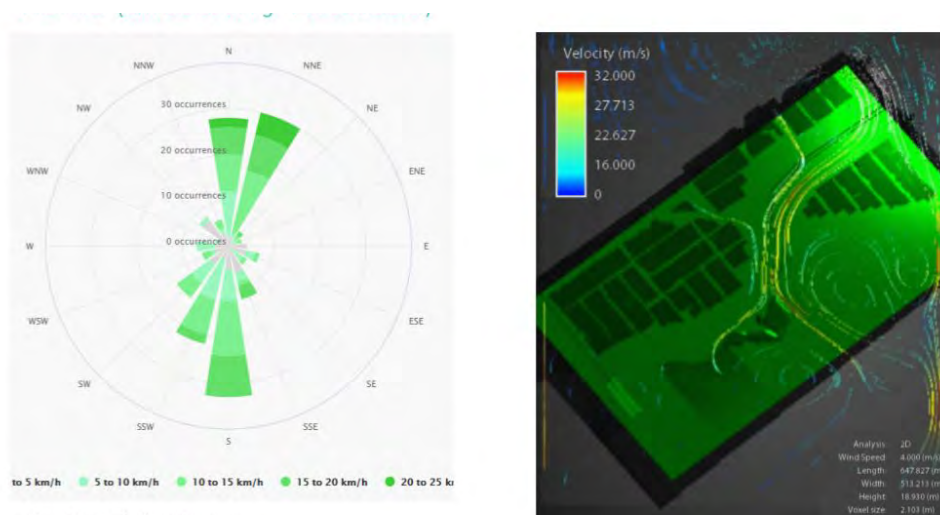 N
NNW
NNE
NW
NE
30 occurrences
20 occurrences
WNW
ENE
10 occurrences
0 occurrences
W
E
WSW
ESE
SW
SE
SSW
SSE
S
to 5 km/h
5 to 10 km/h
10 to 15 km/h
15 to 20 km/h
20 to 25
Velocity (m/s)
32.000
27.713
22.627
16.000
0
Analysis 2D
Wind Speed 4.000 (m/s)
Length: 647.627
Width: 513.213
Height 18.930 (m)
Voxel size 2.103 (m)